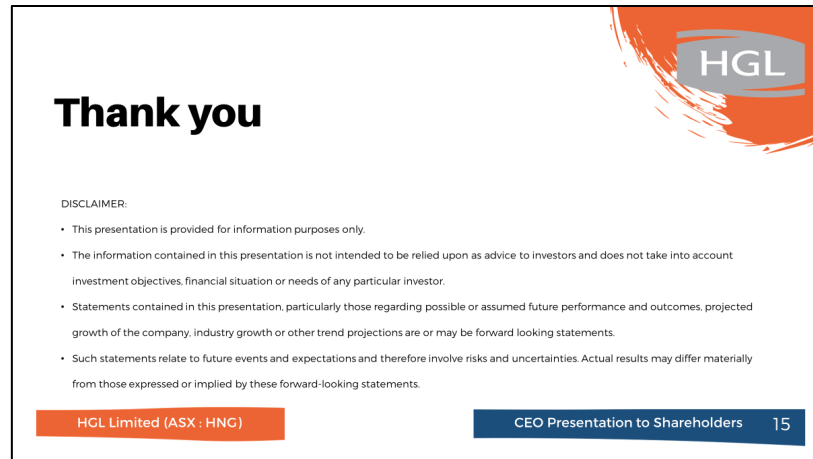 HGL
Thank you
DISCLAIMER:
• This presentation is provided for information purposes only.
• The information contained in this presentation is not intended to be relied upon as advice to investors and does not take into account
investment objectives, financial situation or needs of any particular investor.
• Statements contained in this presentation, particularly those regarding possible or assumed future performance and outcomes, projected
growth of the company, industry growth or other trend projections are or may be forward looking statements.
• Such statements relate to future events and expectations and therefore involve risks and uncertainties. Actual results may differ materially
from those expressed or implied by these forward-looking statements.
HGL Limited (ASX : HNG)
CEO Presentation to Shareholders 15